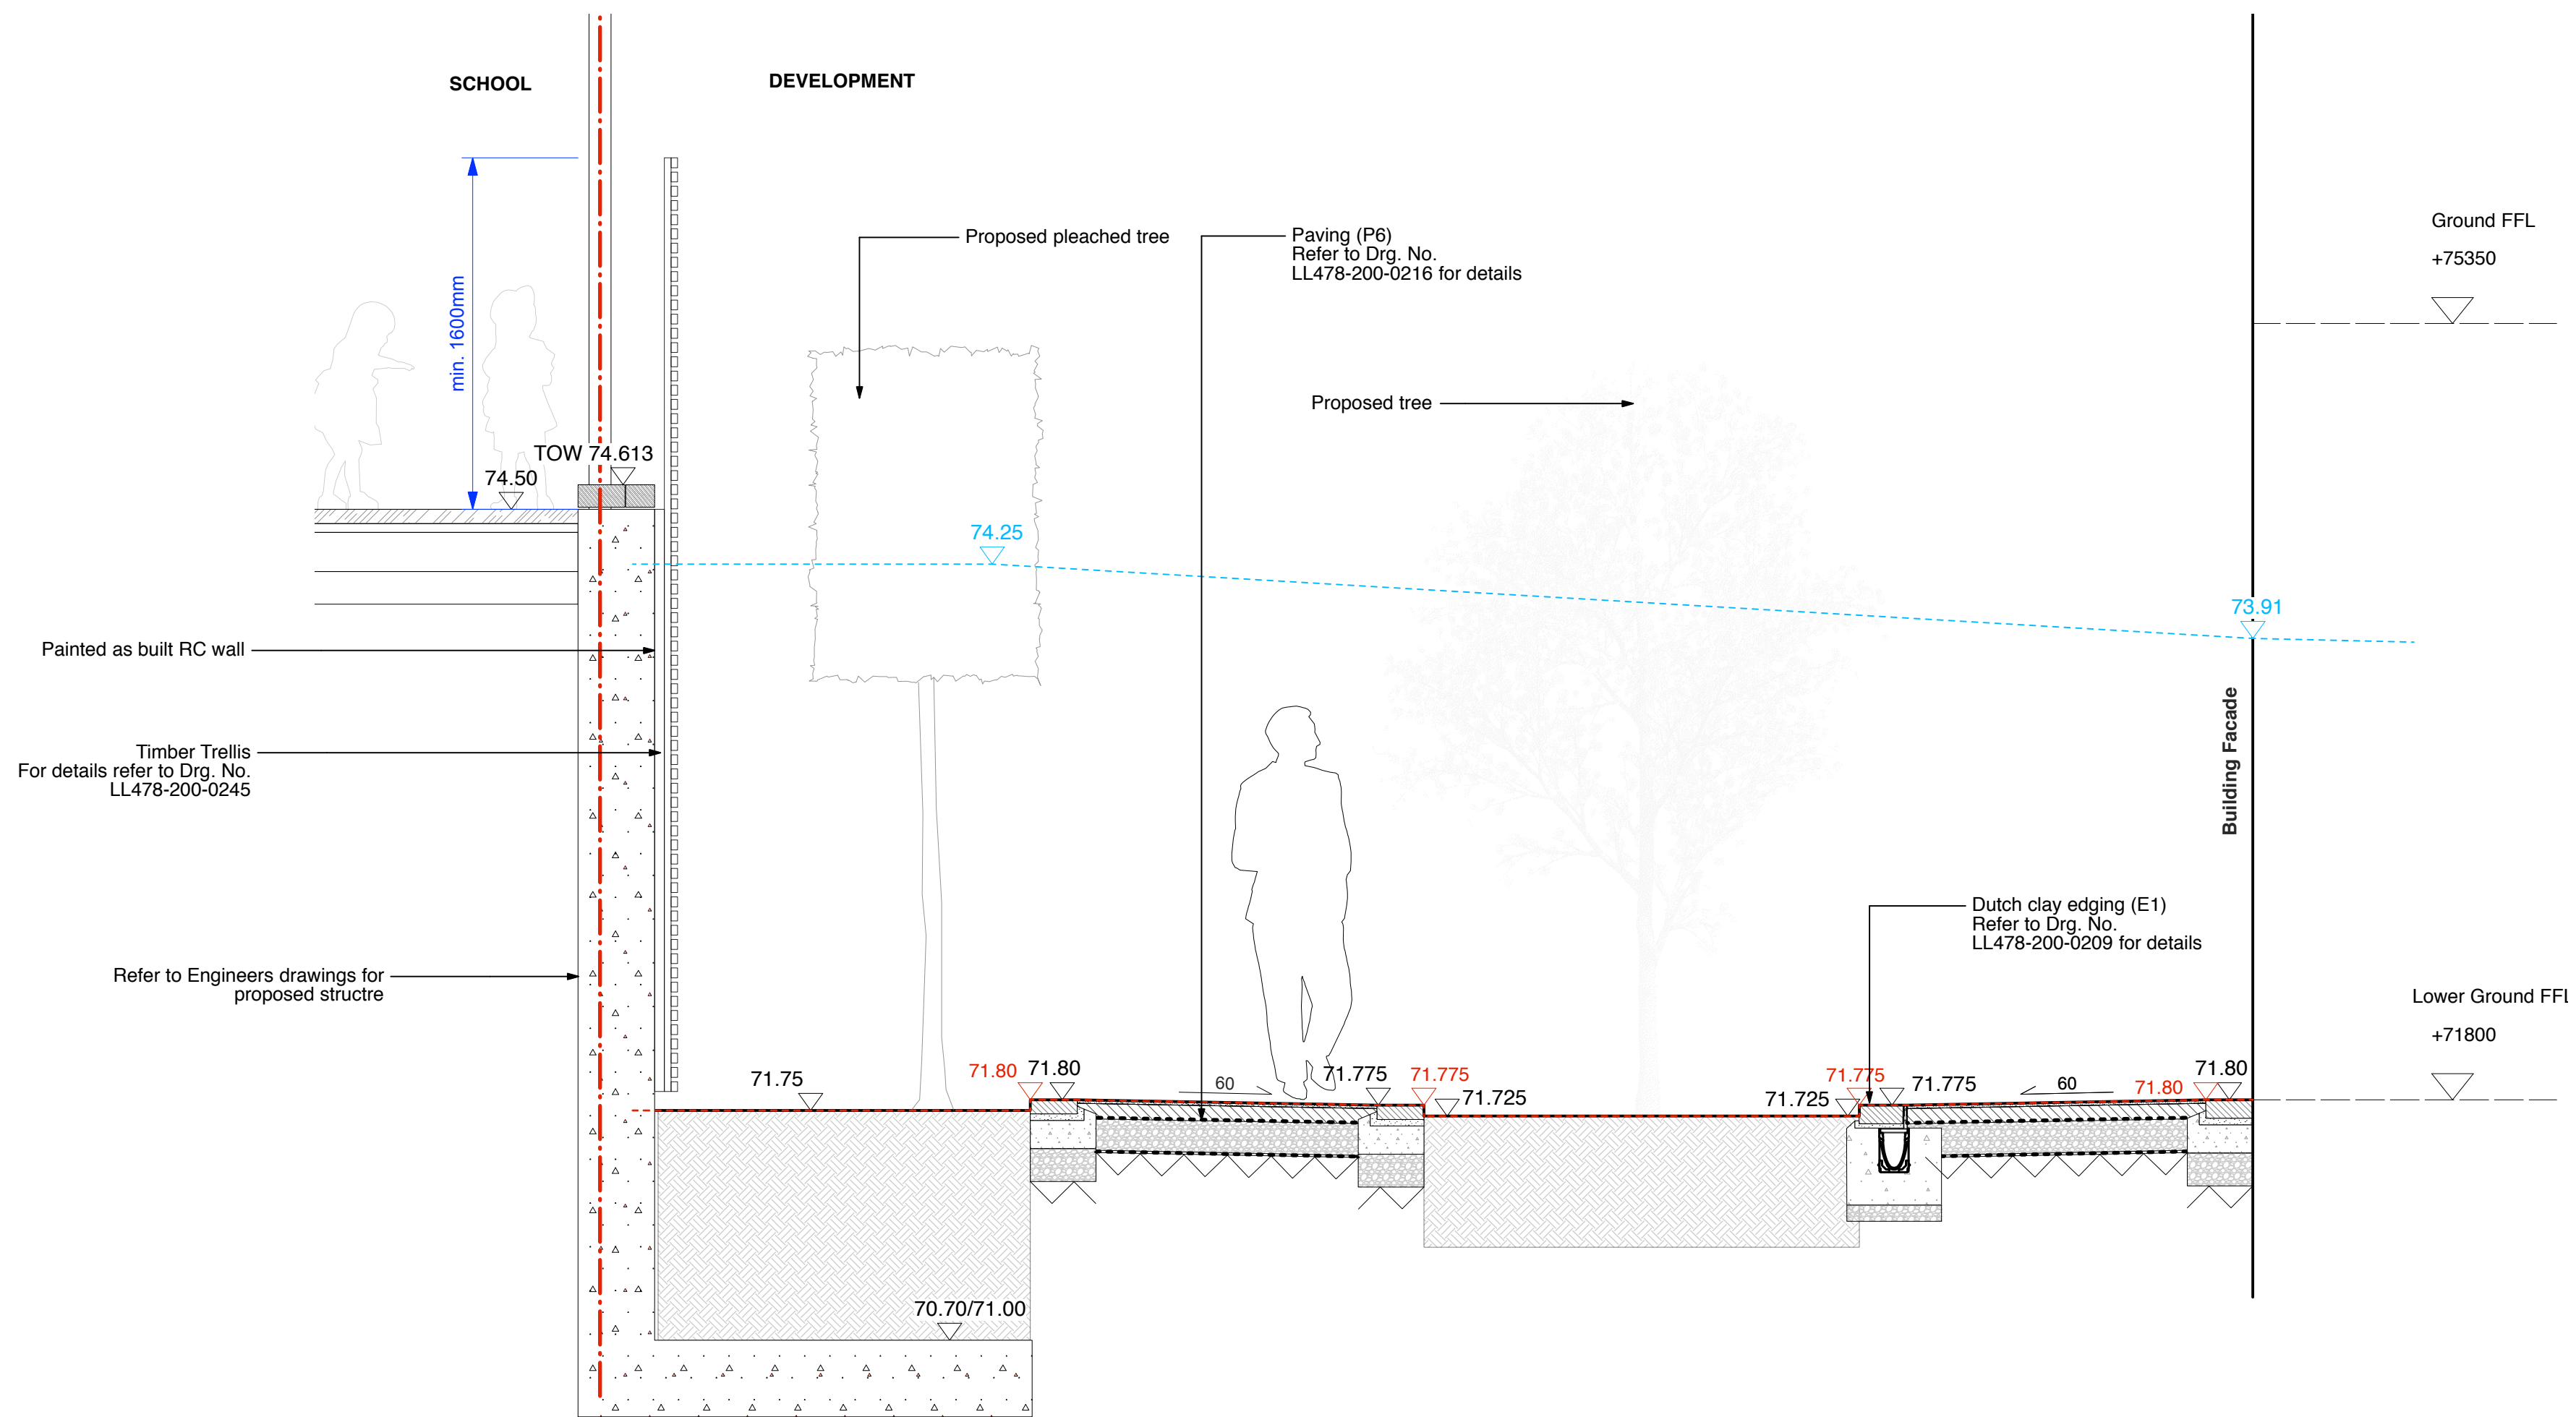 SCHOOL
DEVELOPMENT
Ground FFL
+75350
Proposed pleached tree
Paving (P6)
Refer to Drg. No.
LL478-200-0216 for details
min. 1600mm
Proposed tree
TOW 74.613
74.50
74.25
73.91
Painted as built RC wall
Building Facade
Timber Trellis
For details refer to Drg. No.
LL478-200-0245
Dutch clay edging (E1)
Refer to Drg. No.
LL478-200-0209 for details
Refer to Engineers drawings for
proposed structre
Lower Ground FFL
+71800
71.75
71.80
71.80
60
71.775
71.775
71.725
71.725
71.775
71.775
60
71.80
71.80
70.70/71.00